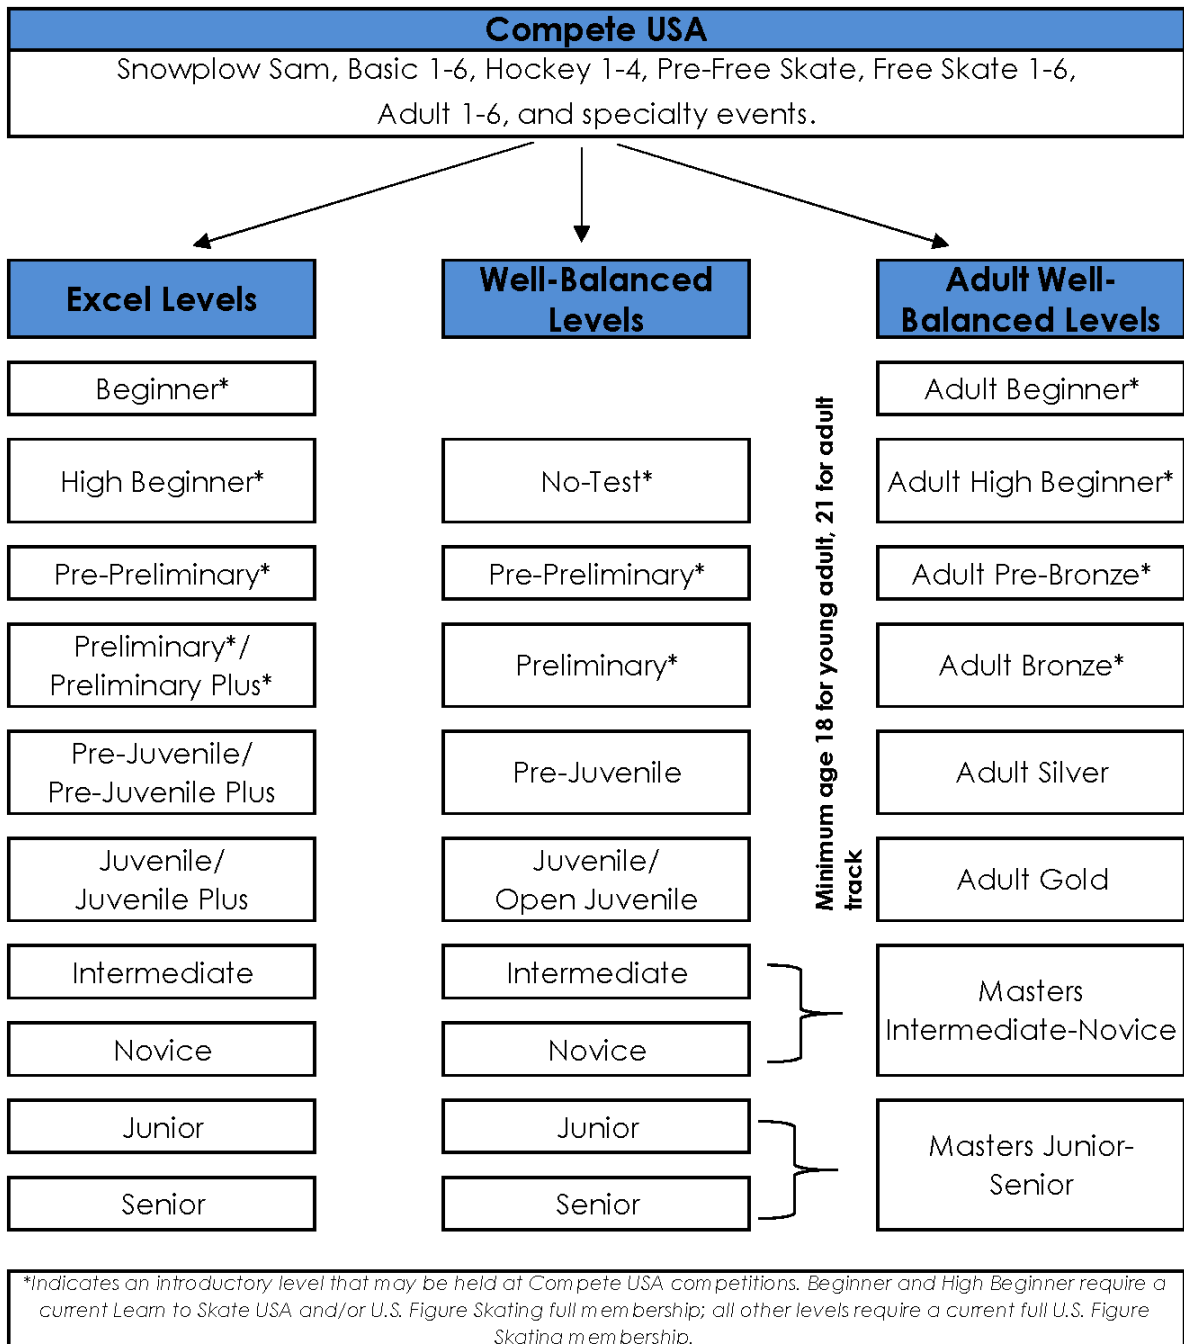 Compete USA
Snowplow Sam, Basic 1-6, Hockey 1-4, Pre-Free Skate, Free Skate 1-6,
Adult 1-6, and specialty events.
Excel Levels
Beginner*
High Beginner*
Pre-Preliminary*
Preliminary*/
Preliminary Plus*
Pre-Juvenile/
Pre-Juvenile Plus
Juvenile/
Juvenile Plus
Intermediate
Novice
Junior
Senior
Well-Balanced
Levels
No-Test*
Pre-Preliminary*
Preliminary*
Pre-Juvenile
Juvenile/
Open Juvenile
Intermediate
Novice
Junior
Senior
Minimum age 18 for young adult, 21 for adult
track
Adult Well-
Balanced Levels
Adult Beginner*
Adult High Beginner*
Adult Pre-Bronze*
Adult Bronze*
Adult Silver
Adult Gold
Masters
Intermediate-Novice
Masters Junior-
Senior
*Indicates an introductory level that may be held at Compete USA competitions. Beginner and High Beginner require a
current Learn to Skate USA and/or U.S. Figure Skating full membership; all other levels require a current full U.S. Figure
Skating membership.